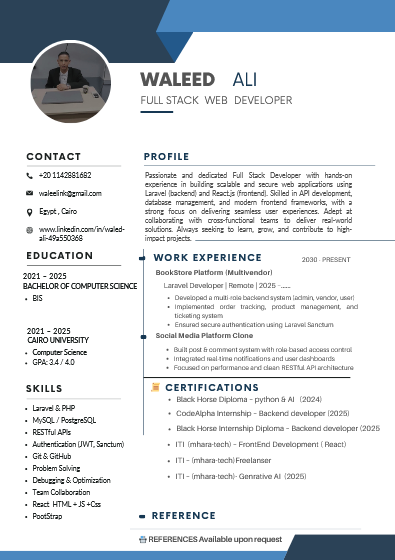 WALEED ALI
FULL STACK WEB DEVELOPER
CONTACT
+20 1142881682
waleelink@gmail.com
Egypt , Cairo
www.linkedin.com/in/waled-
ali-49a550368
EDUCATION
2021 – 2025
BACHELOR OF COMPUTER SCIENCE
• BIS
2021 – 2025
CAIRO UNIVERSITY
• Computer Science
• GPA: 3.4 / 4.0
SKILLS
• Laravel & PHP
• MySQL / PostgreSQL
• RESTful APIs
• Authentication (JWT, Sanctum)
• Git & GitHub
• Problem Solving
• Debugging & Optimization
• Team Collaboration
• React HTML + JS +Css
• PootStrap
PROFILE
Passionate and dedicated Full Stack Developer with hands-on
experience in building scalable and secure web applications using
Laravel (backend) and React.js (frontend). Skilled in API development,
database management, and modern frontend frameworks, with a
strong focus on delivering seamless user experiences. Adept at
collaborating with cross-functional teams to deliver real-world
solutions. Always seeking to learn, grow, and contribute to high-
impact projects.
WORK EXPERIENCE
2030 - PRESENT
BookStore Platform (Multivendor)
Laravel Developer | Remote | 2025 -......
• Developed a multi-role backend system (admin, vendor, user)
• Implemented order tracking, product management, and
ticketing system
• Ensured secure authentication using Laravel Sanctum
Social Media Platform Clone
• Built post & comment system with role-based access control
• Integrated real-time notifications and user dashboards
• Focused on performance and clean RESTful API architecture
CERTIFICATIONS
• Black Horse Diploma - python & AI (2024)
• CodeAlpha Internship – Backend developer (2025)
• Black Horse Internship Diploma – Backend developer (2025
• ITI (mhara-tech) - FrontEnd Development ( React)
• ITI – (mhara-tech)Freelanser
• ITI – (mhara-tech)- Genrative AI (2025)
REFERENCE
REFERENCES Available upon request